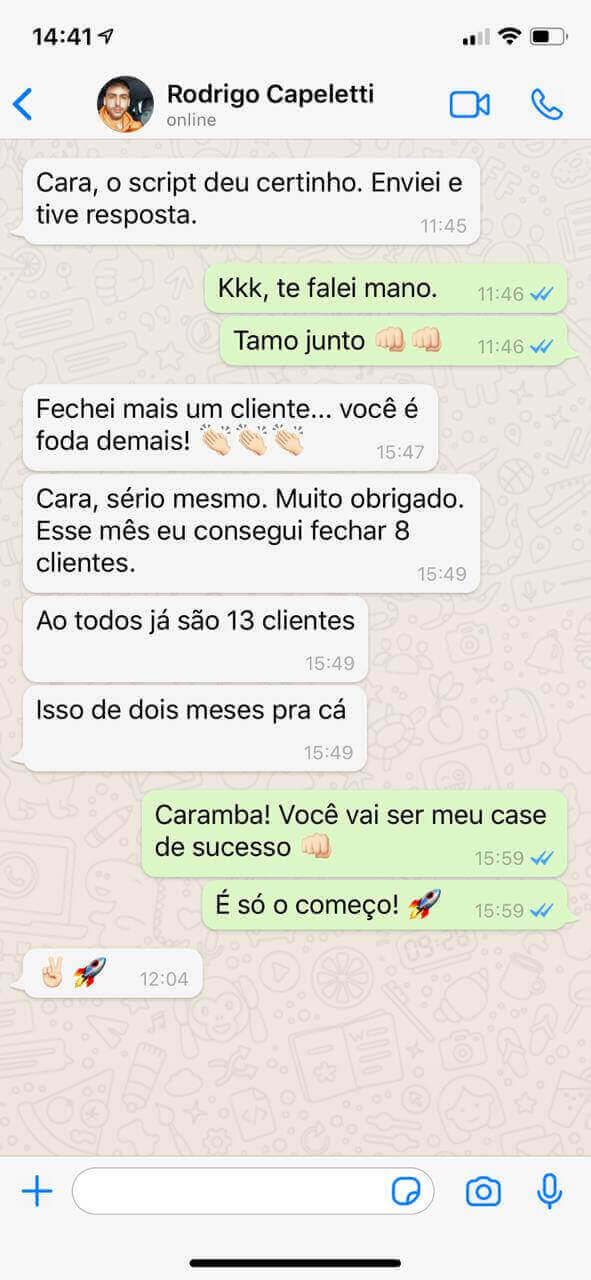 14:41
Rodrigo Capeletti
online
Cara, o script deu certinho. Enviei e
tive resposta.
11:45
Kkk, te falei mano.
11:46
Tamo junto 👊🏻👊🏻
11:46
Fechei mais um cliente... você é
foda demais! 👏🏻👏🏻👏🏻
15:47
Cara, sério mesmo. Muito obrigado.
Esse mês eu consegui fechar 8
clientes.
15:49
Ao todos já são 13 clientes
15:49
Isso de dois meses pra cá
15:49
Caramba! Você vai ser meu case
de sucesso 👊🏻
15:59
É só o começo! 🚀
15:59
✌🏻🚀
12:04